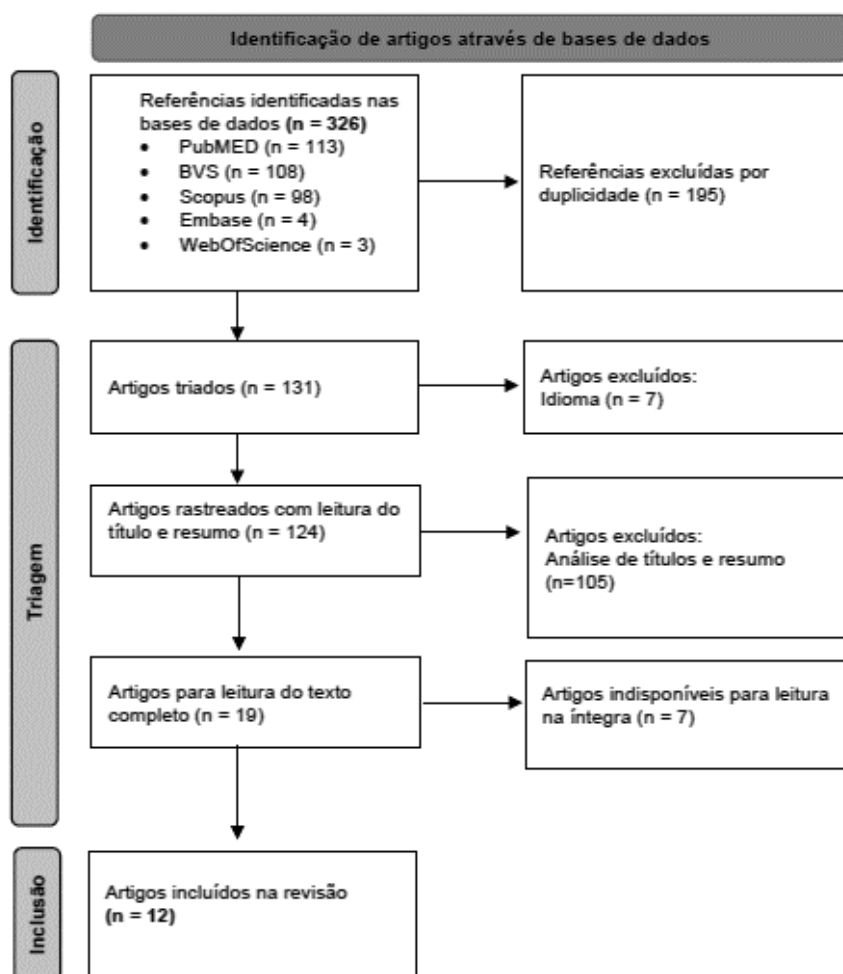 Identificação de artigos através de bases de dados
Identificação
Referências identificadas nas
bases de dados (n = 326)
• PubMED (n = 113)
• BVS (n = 108)
• Scopus (n = 98)
• Embase (n = 4)
• WebOfScience (n = 3)
Referências excluídas por
duplicidade (n = 195)
Triagem
Artigos triados (n = 131)
Artigos excluídos:
Idioma (n = 7)
Artigos rastreados com leitura do
título e resumo (n = 124)
Artigos excluídos:
Análise de títulos e resumo
(n=105)
Artigos para leitura do texto
completo (n = 19)
Artigos indisponíveis para leitura
na íntegra (n = 7)
Inclusão
Artigos incluídos na revisão
(n = 12)